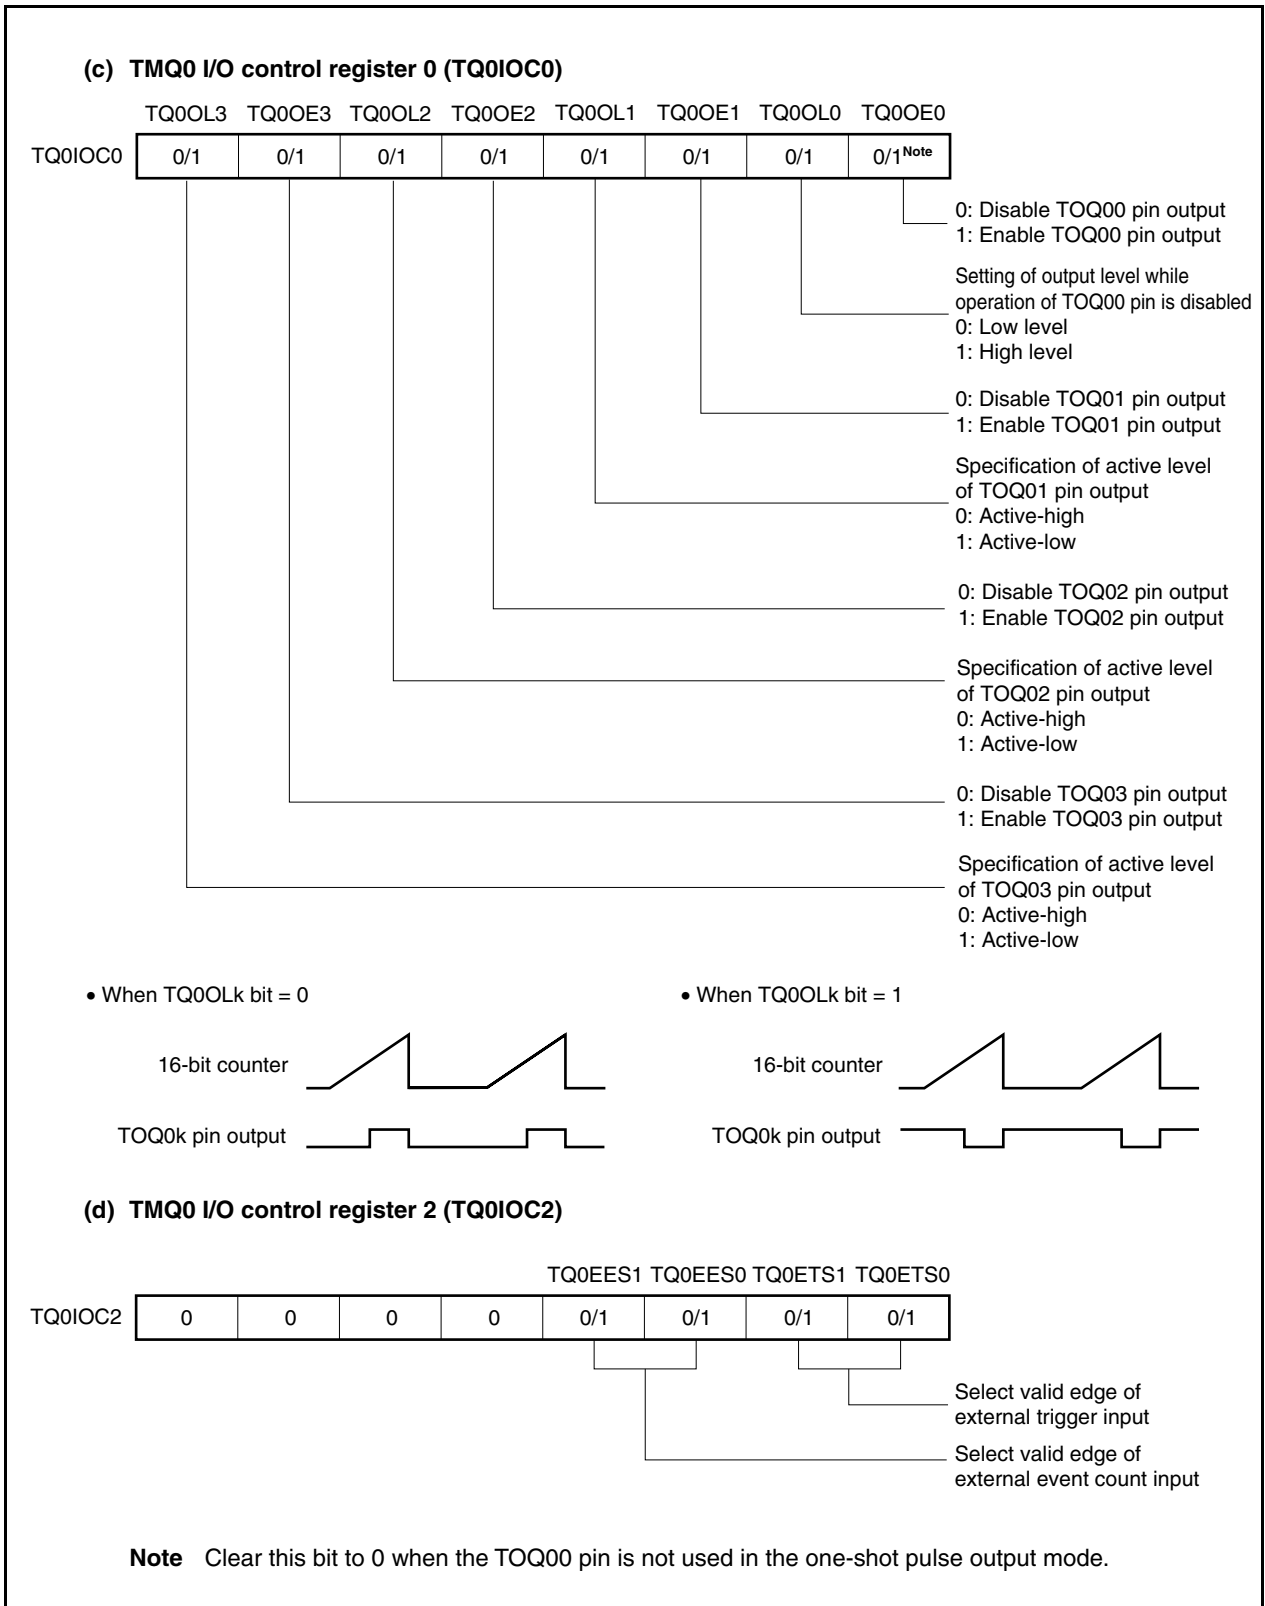 (c) TMQ0 I/O control register 0 (TQ0IOC0)
TQ0OL3 TQ0OE3 TQ0OL2 TQ0OE2 TQ0OL1 TQ0OE1 TQ0OL0 TQ0OE0
TQ0IOC0 0/1 0/1 0/1 0/1 0/1 0/1 0/1 0/1Note
0: Disable TOQ00 pin output
1: Enable TOQ00 pin output
Setting of output level while
operation of TOQ00 pin is disabled
0: Low level
1: High level
0: Disable TOQ01 pin output
1: Enable TOQ01 pin output
Specification of active level
of TOQ01 pin output
0: Active-high
1: Active-low
0: Disable TOQ02 pin output
1: Enable TOQ02 pin output
Specification of active level
of TOQ02 pin output
0: Active-high
1: Active-low
0: Disable TOQ03 pin output
1: Enable TOQ03 pin output
Specification of active level
of TOQ03 pin output
0: Active-high
1: Active-low
• When TQ0OLk bit = 0
16-bit counter
TOQ0k pin output
• When TQ0OLk bit = 1
16-bit counter
TOQ0k pin output
(d) TMQ0 I/O control register 2 (TQ0IOC2)
TQ0EES1 TQ0EES0 TQ0ETS1 TQ0ETS0
TQ0IOC2 0 0 0 0 0/1 0/1 0/1 0/1
Select valid edge of
external trigger input
Select valid edge of
external event count input
Note Clear this bit to 0 when the TOQ00 pin is not used in the one-shot pulse output mode.